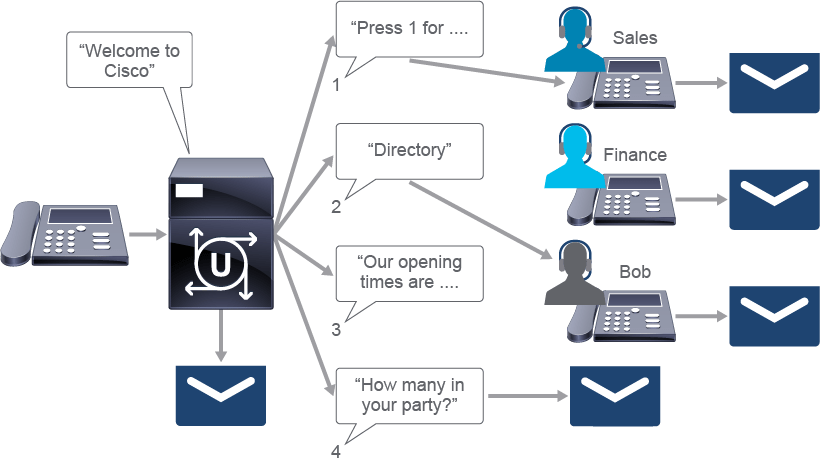 “Welcome to
Cisco”
“Press 1 for ....
1
Sales
“Directory”
2
Finance
U
“Our opening
times are ....
3
Bob
“How many in
your party?”
4